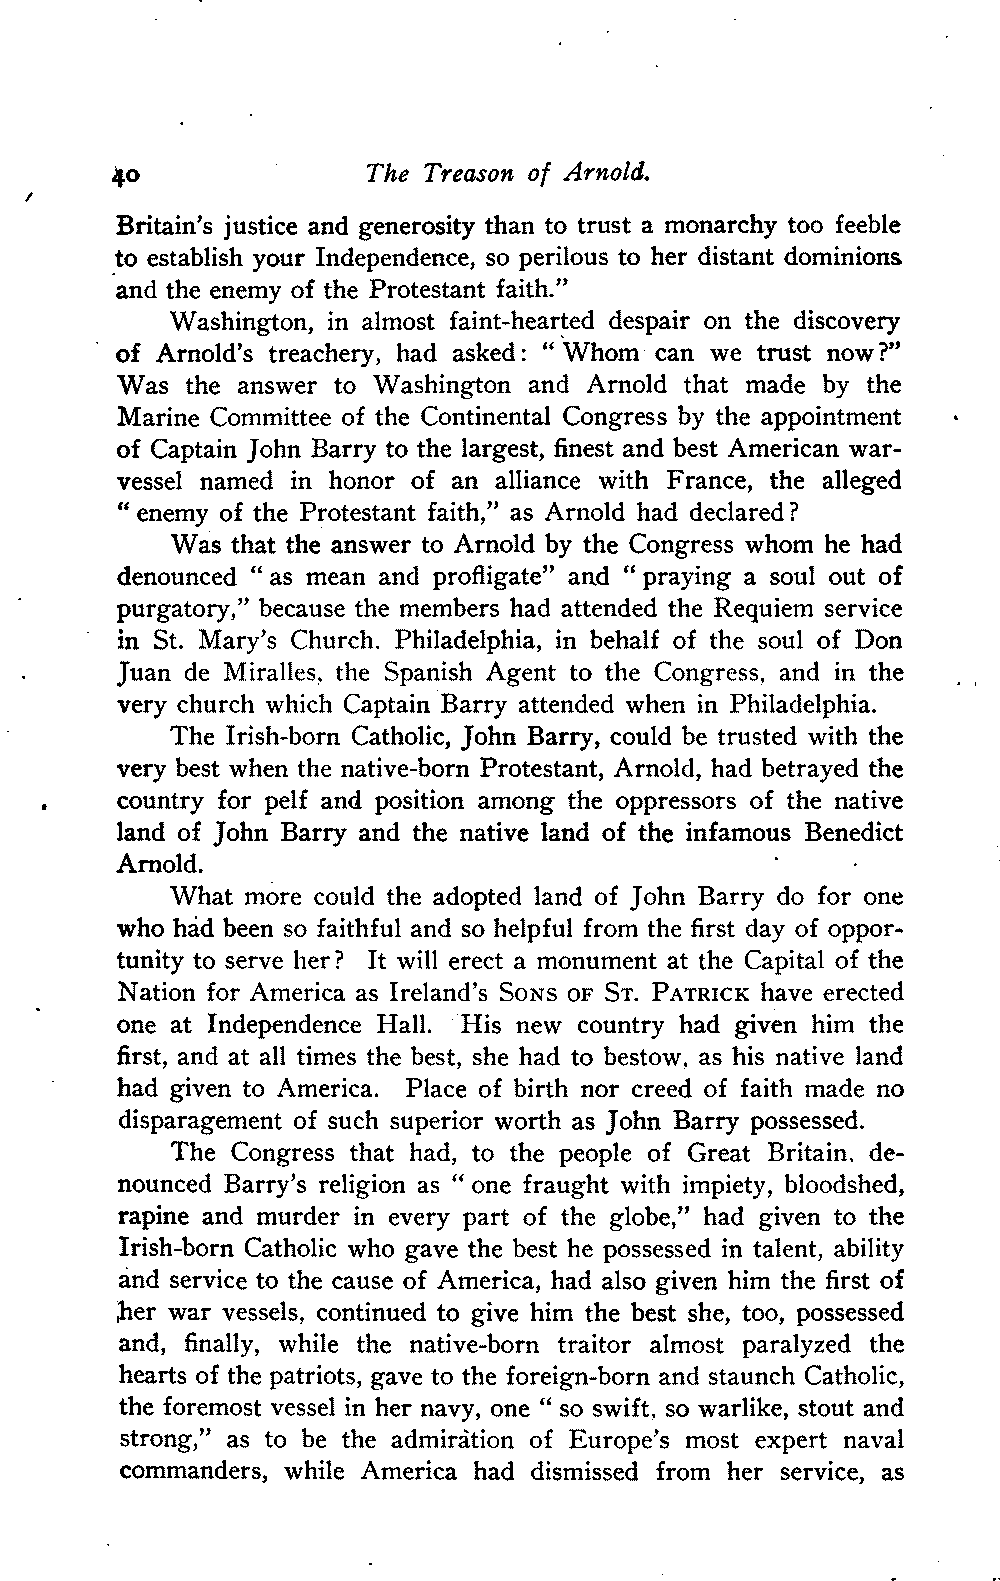 40 The Treason of Arnold.
Britain's justice and generosity than to trust a monarchy too feeble
to establish your Independence, so perilous to her distant dominions
and the enemy of the Protestant faith."
Washington, in almost faint-hearted despair on the discovery
of Arnold's treachery, had asked: " Whom can we trust now?"
Was the answer to Washington and Arnold that made by the
Marine Committee of the Continental Congress by the appointment
of Captain John Barry to the largest, finest and best American war-
vessel named in honor of an alliance with France, the alleged
" enemy of the Protestant faith," as Arnold had declared?
Was that the answer to Arnold by the Congress whom he had
denounced " as mean and profligate" and " praying a soul out of
purgatory," because the members had attended the Requiem service
in St. Mary's Church. Philadelphia, in behalf of the soul of Don
Juan de Miralles, the Spanish Agent to the Congress, and in the
very church which Captain Barry attended when in Philadelphia.
The Irish-born Catholic, John Barry, could be trusted with the
very best when the native-born Protestant, Arnold, had betrayed the
country for pelf and position among the oppressors of the native
land of John Barry and the native land of the infamous Benedict
Arnold.
What more could the adopted land of John Barry do for one
who had been so faithful and so helpful from the first day of oppor-
tunity to serve her? It will erect a monument at the Capital of the
Nation for America as Ireland's SONS OF ST. PATRICK have erected
one at Independence Hall. His new country had given him the
first, and at all times the best, she had to bestow, as his native land
had given to America. Place of birth nor creed of faith made no
disparagement of such superior worth as John Barry possessed.
The Congress that had, to the people of Great Britain, de-
nounced Barry's religion as " one fraught with impiety, bloodshed,
rapine and murder in every part of the globe," had given to the
Irish-born Catholic who gave the best he possessed in talent, ability
and service to the cause of America, had also given him the first of
her war vessels, continued to give him the best she, too, possessed
and, finally, while the native-born traitor almost paralyzed the
hearts of the patriots, gave to the foreign-born and staunch Catholic,
the foremost vessel in her navy, one " so swift, so warlike, stout and
strong," as to be the admiration of Europe's most expert naval
commanders, while America had dismissed from her service, as